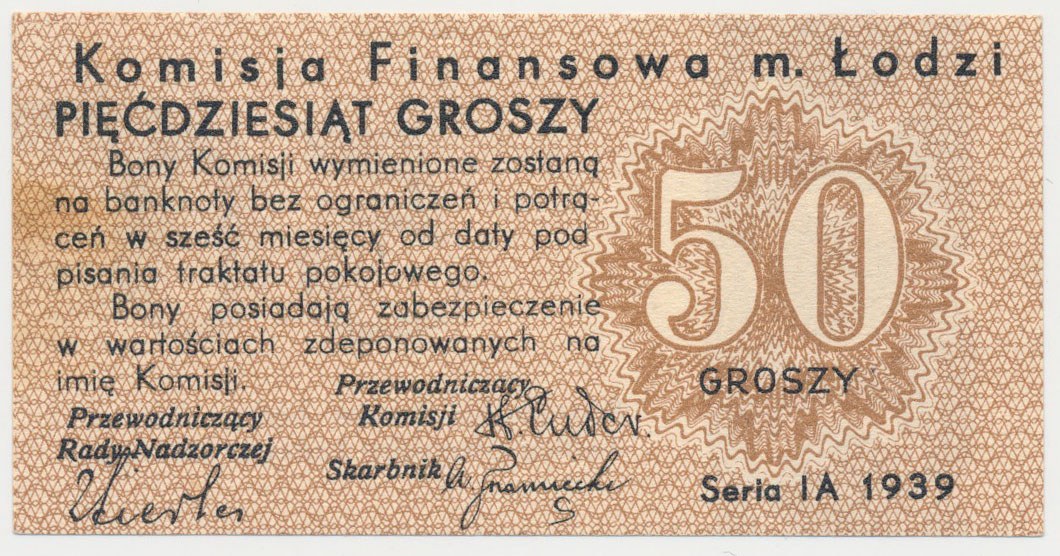 Komisja Finansowa m. Łodzi
PIĘĆDZIESIĄT GROSZY
Bony Komisji wymienione zostaną
na banknoty bez ograniczeń i potrą-
ceń w sześć miesięcy od daty pod
pisania traktatu pokojowego.
Bony posiadają zabezpieczenie
w wartościach zdeponowanych na
imię Komisji.
Przewodniczący
Rady Nadzorczej
Przewodniczący
Komisji
Skarbnik
50
GROSZY
Seria IA 1939